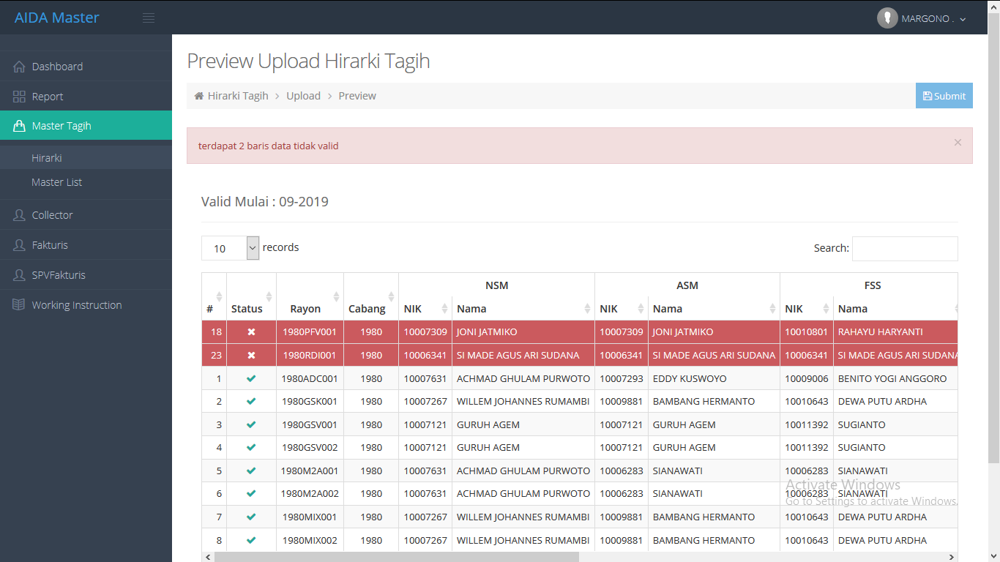 AIDA Master
MARGONO .
Dashboard
Report
Master Tagih
Hirarki
Master List
Collector
Fakturis
SPVFakturis
Working Instruction
Preview Upload Hirarki Tagih
Hirarki Tagih > Upload > Preview
Submit
terdapat 2 baris data tidak valid ×
Valid Mulai : 09-2019
10 records Search:
NSM ASM FSS
# Status Rayon Cabang NIK Nama NIK Nama NIK Nama
18 ✖ 1980PFV001 1980 10007309 JONI JATMIKO 10007309 JONI JATMIKO 10010801 RAHAYU HARYANTI
23 ✖ 1980RDI001 1980 10006341 SI MADE AGUS ARI SUDANA 10006341 SI MADE AGUS ARI SUDANA 10006341 SI MADE AGUS ARI SUDANA
1 ✔ 1980ADC001 1980 10007631 ACHMAD GHULAM PURWOTO 10007293 EDDY KUSWOYO 10009006 BENITO YOGI ANGGORO
2 ✔ 1980GSK001 1980 10007267 WILLEM JOHANNES RUMAMBI 10009881 BAMBANG HERMANTO 10010643 DEWA PUTU ARDHA
3 ✔ 1980GSV001 1980 10007121 GURUH AGEM 10007121 GURUH AGEM 10011392 SUGIANTO
4 ✔ 1980GSV002 1980 10007121 GURUH AGEM 10007121 GURUH AGEM 10011392 SUGIANTO
5 ✔ 1980M2A001 1980 10007631 ACHMAD GHULAM PURWOTO 10006283 SIANAWATI 10006283 SIANAWATI
6 ✔ 1980M2A002 1980 10007631 ACHMAD GHULAM PURWOTO 10006283 SIANAWATI 10006283 SIANAWATI
7 ✔ 1980MIX001 1980 10007267 WILLEM JOHANNES RUMAMBI 10009881 BAMBANG HERMANTO 10010643 DEWA PUTU ARDHA
8 ✔ 1980MIX002 1980 10007267 WILLEM JOHANNES RUMAMBI 10009881 BAMBANG HERMANTO 10010643 DEWA PUTU ARDHA
Activate Windows
Go to Settings to activate Windows.